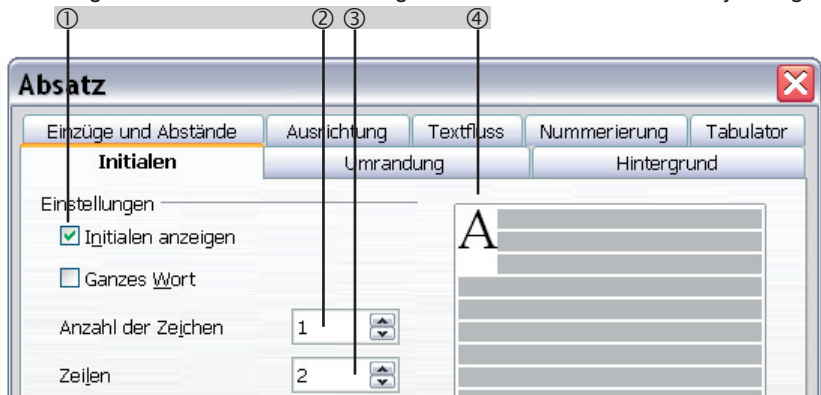 ① ② ③ ④
Absatz
Einzüge und Abstände Ausrichtung Textfluss Nummerierung Tabulator
Initialen Umrandung Hintergrund
Einstellungen
Initialen anzeigen
Ganzes Wort
Anzahl der Zeichen 1
Zeilen 2
A